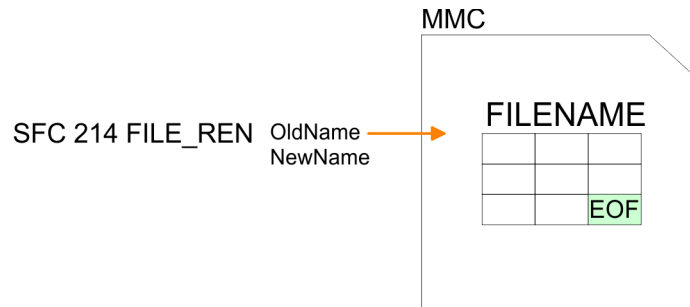 MMC
FILENAME
SFC 214 FILE_REN OldName
NewName
EOF